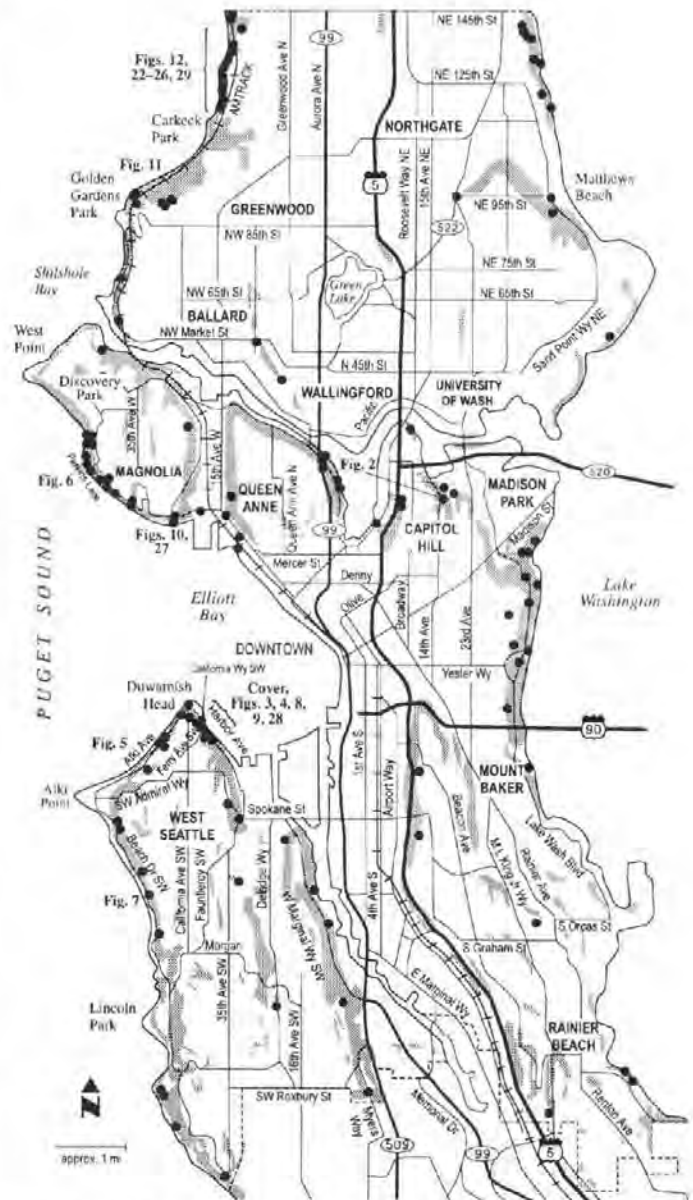 NE 145th St
99
Figs. 12,
22–26, 29
AMTRACK
Greenwood Ave N
Aurora Ave N
NE 125th St
Carkeek
Park
NORTHGATE
Roosevelt Way NE
15th Ave NE
Fig. 11
Golden
Gardens
Park
5
Matthews
Beach
NE 95th St
GREENWOOD
522
NW 85th St
Shilshole
Bay
Green
Lake
NE 75th St
NW 65th St
NE 65th St
BALLARD
NW Market St
Sand Point Wy NE
West
Point
N 45th St
Discovery
Park
WALLINGFORD
UNIVERSITY
OF WASH
Pacific
35th Ave W
15th Ave W
Fig. 2
520
MAGNOLIA
Fig. 6
QUEEN
ANNE
Queen Ann Ave N
MADISON
PARK
CAPITOL
HILL
Madison St
Figs. 10,
27
99
Mercer St
Denny
PUGET SOUND
Elliott
Bay
Olive
Broadway
14th Ave
23rd Ave
Lake
Washington
DOWNTOWN
California Wy SW
Yesler Wy
Duwamish
Head
Cover,
Figs. 3, 4, 8,
9, 28
Harbor Ave
90
Fig. 5
Alki Ave
Ferry Ave SW
1st Ave S
Airport Way
MOUNT
BAKER
Alki
Point
SW Admiral Wy
Beacon Ave
WEST
SEATTLE
Spokane St
Lake Wash Blvd
Beach Dr SW
California Ave SW
Fauntleroy SW
Delridge Wy
W Marginal Wy SW
4th Ave S
M L King Jr Wy
Rainier Ave
Fig. 7
S Orcas St
Morgan
S Graham St
E Marginal Wy
Lincoln
Park
35th Ave SW
16th Ave SW
RAINIER
BEACH
N
SW Roxbury St
Myers
Way
Memorial Dr
Renton Ave
approx. 1 mi
509
99
5